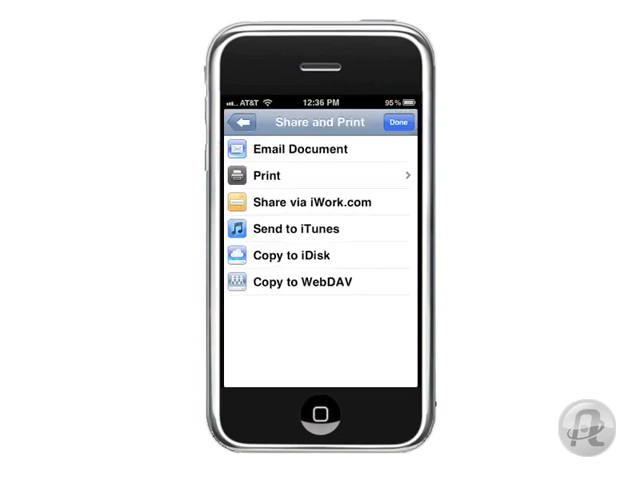 AT&T 12:36 PM 95%
Share and Print Done
Email Document
Print
Share via iWork.com
Send to iTunes
Copy to iDisk
Copy to WebDAV